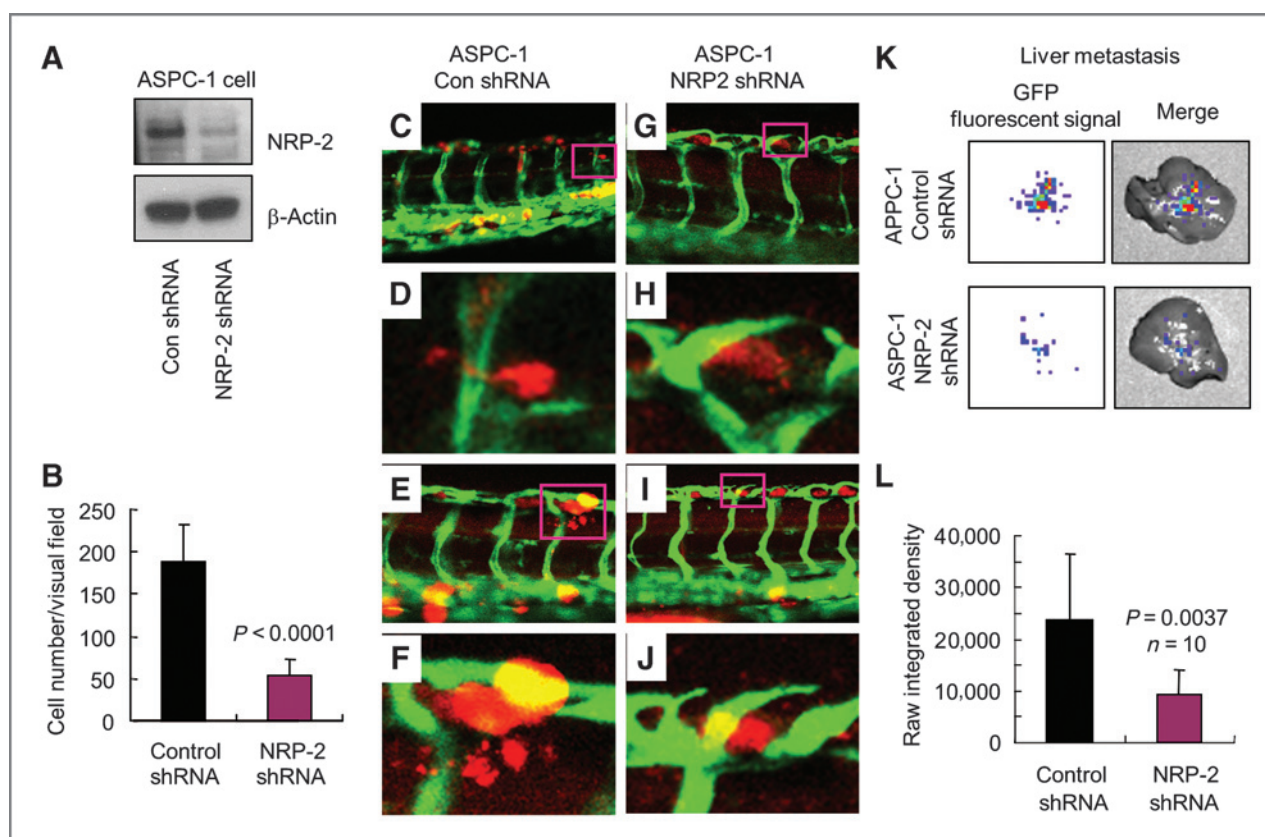 A
ASPC-1 cell
NRP-2
β-Actin
Con shRNA
NRP-2 shRNA
B
Cell number/visual field
250
200
150
100
50
0
P < 0.0001
Control
shRNA
NRP-2
shRNA
ASPC-1
Con shRNA
ASPC-1
NRP2 shRNA
C
G
D
H
E
I
F
J
K
Liver metastasis
GFP
fluorescent signal
Merge
APPC-1
Control
shRNA
ASPC-1
NRP-2
shRNA
L
Raw integrated density
40,000
30,000
20,000
10,000
0
P = 0.0037
n = 10
Control
shRNA
NRP-2
shRNA